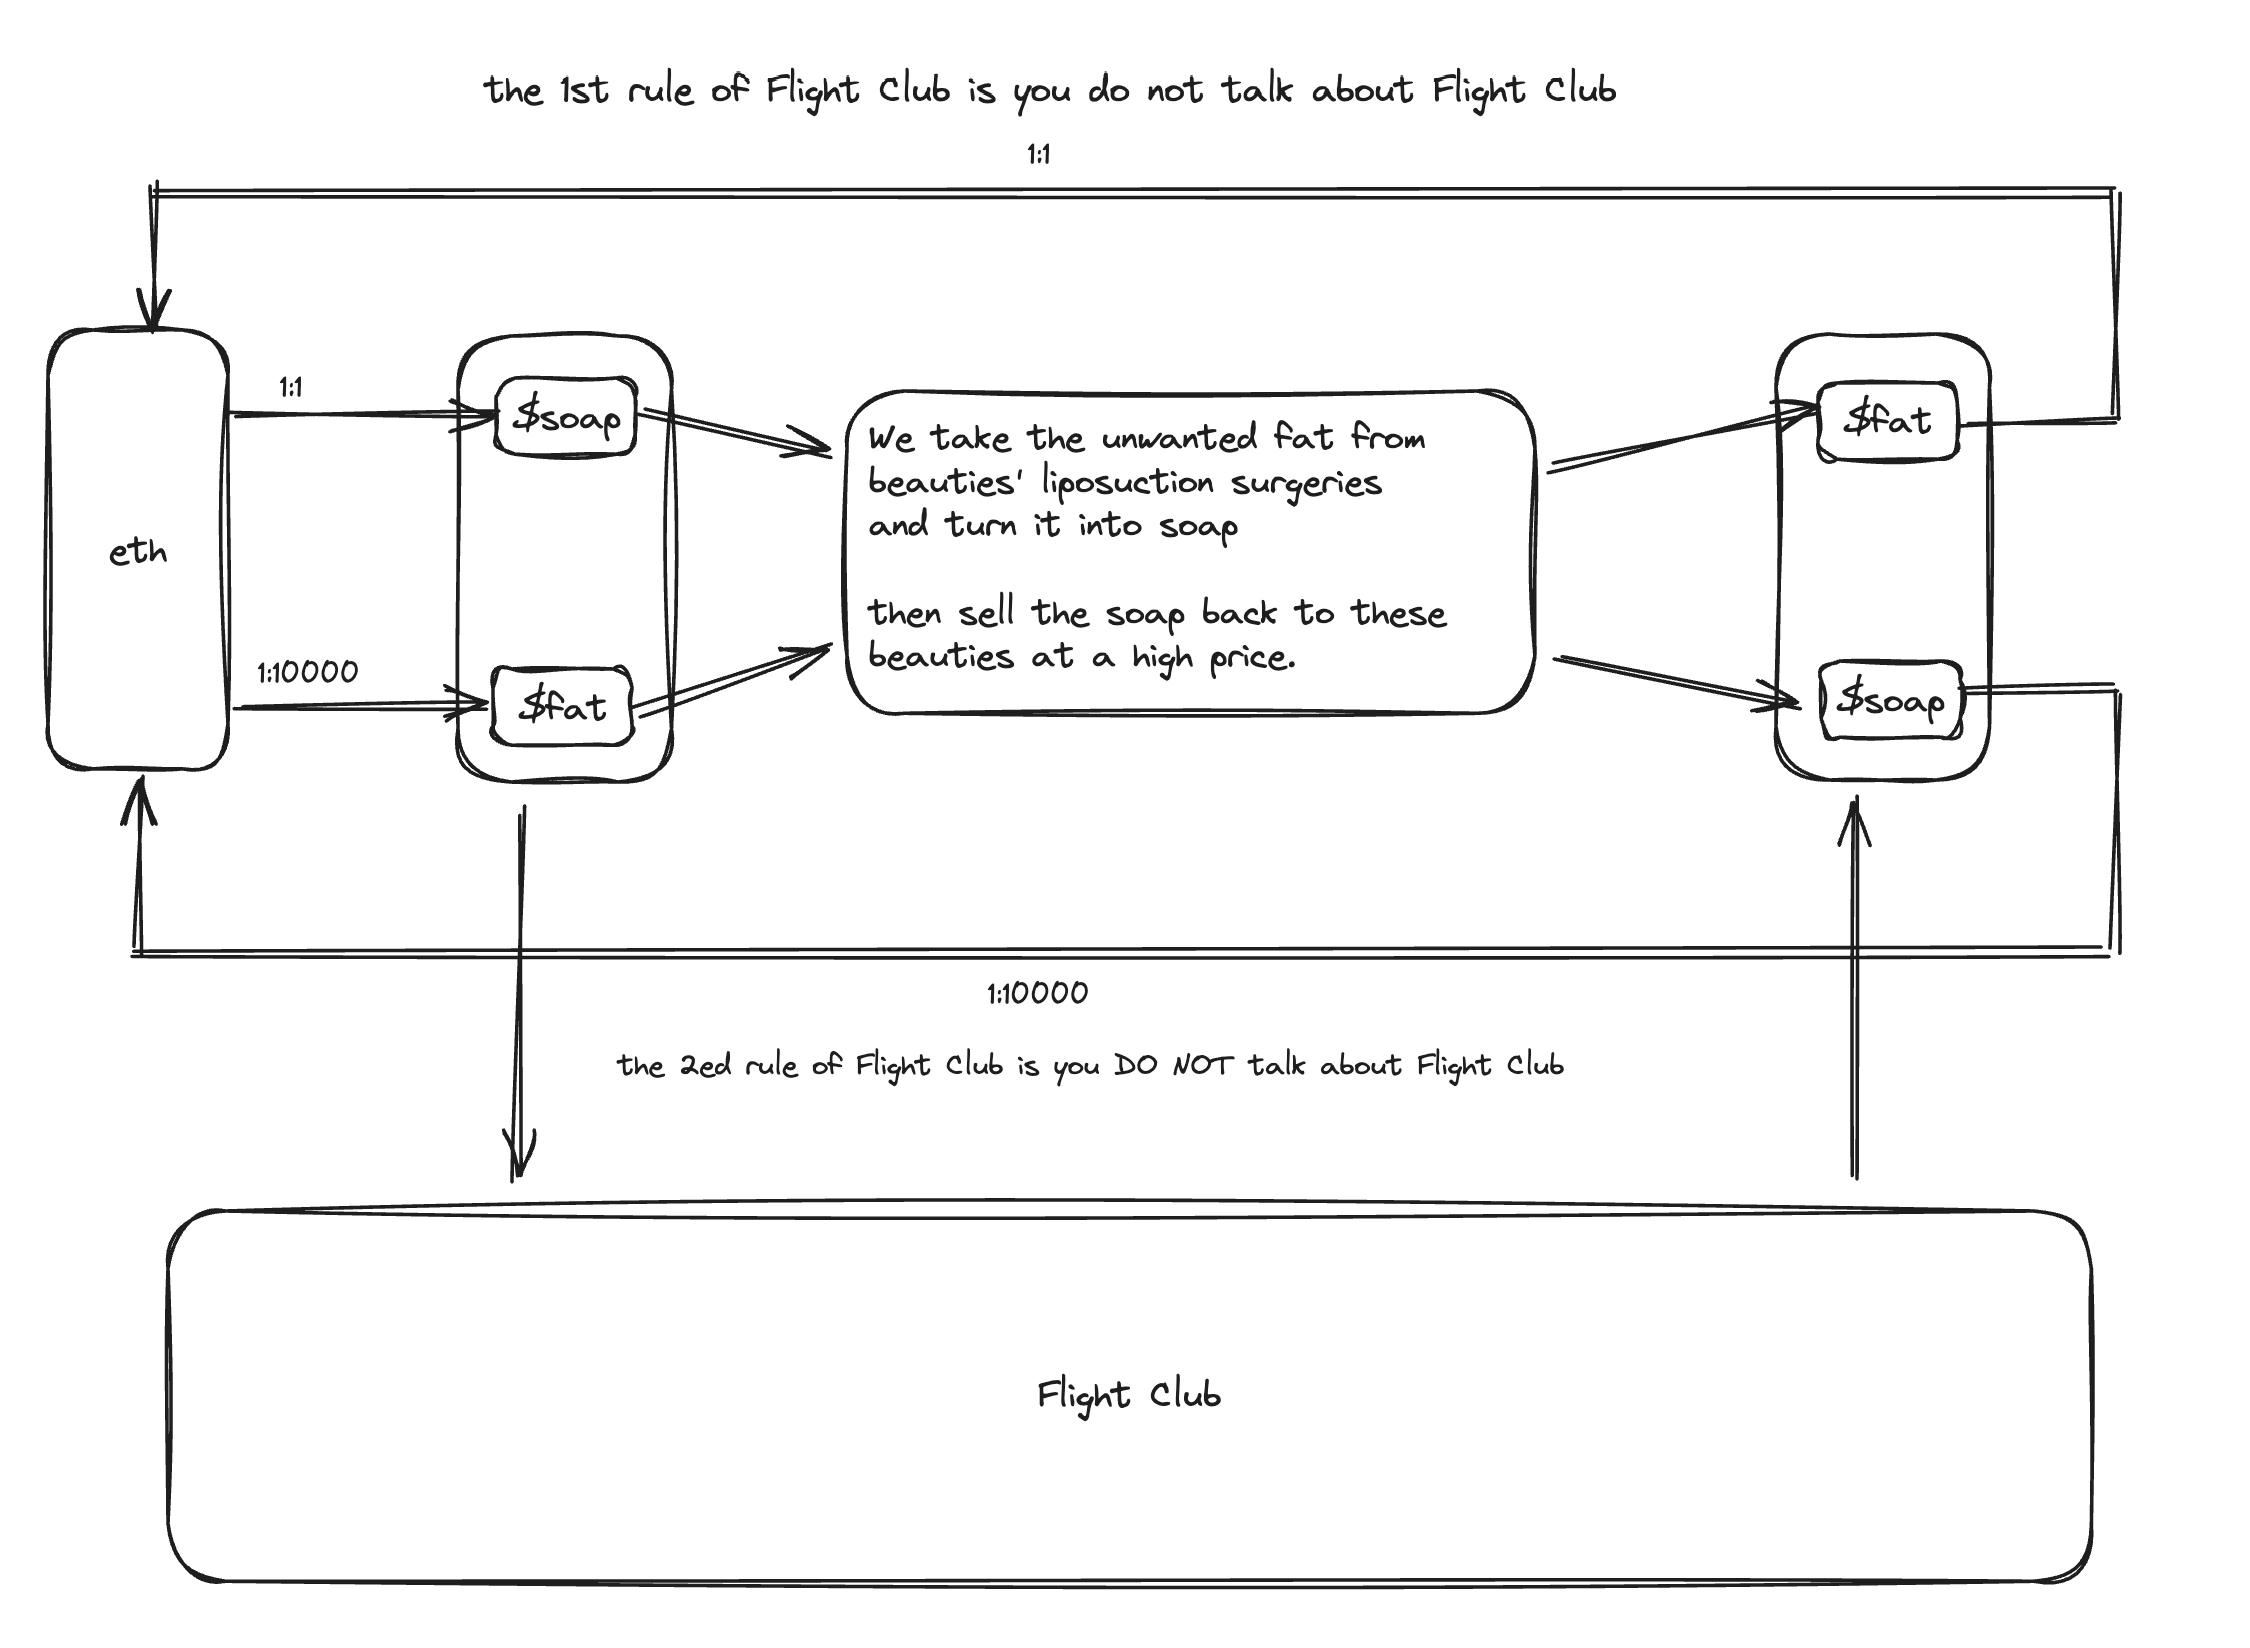 the 1st rule of Flight Club is you do not talk about Flight Club
1:1
1:1
$soap
$fat
We take the unwanted fat from
beauties' liposuction surgeries
and turn it into soap
then sell the soap back to these
beauties at a high price.
eth
1:10000
$fat
$soap
1:10000
the 2ed rule of Flight Club is you DO NOT talk about Flight Club
Flight Club